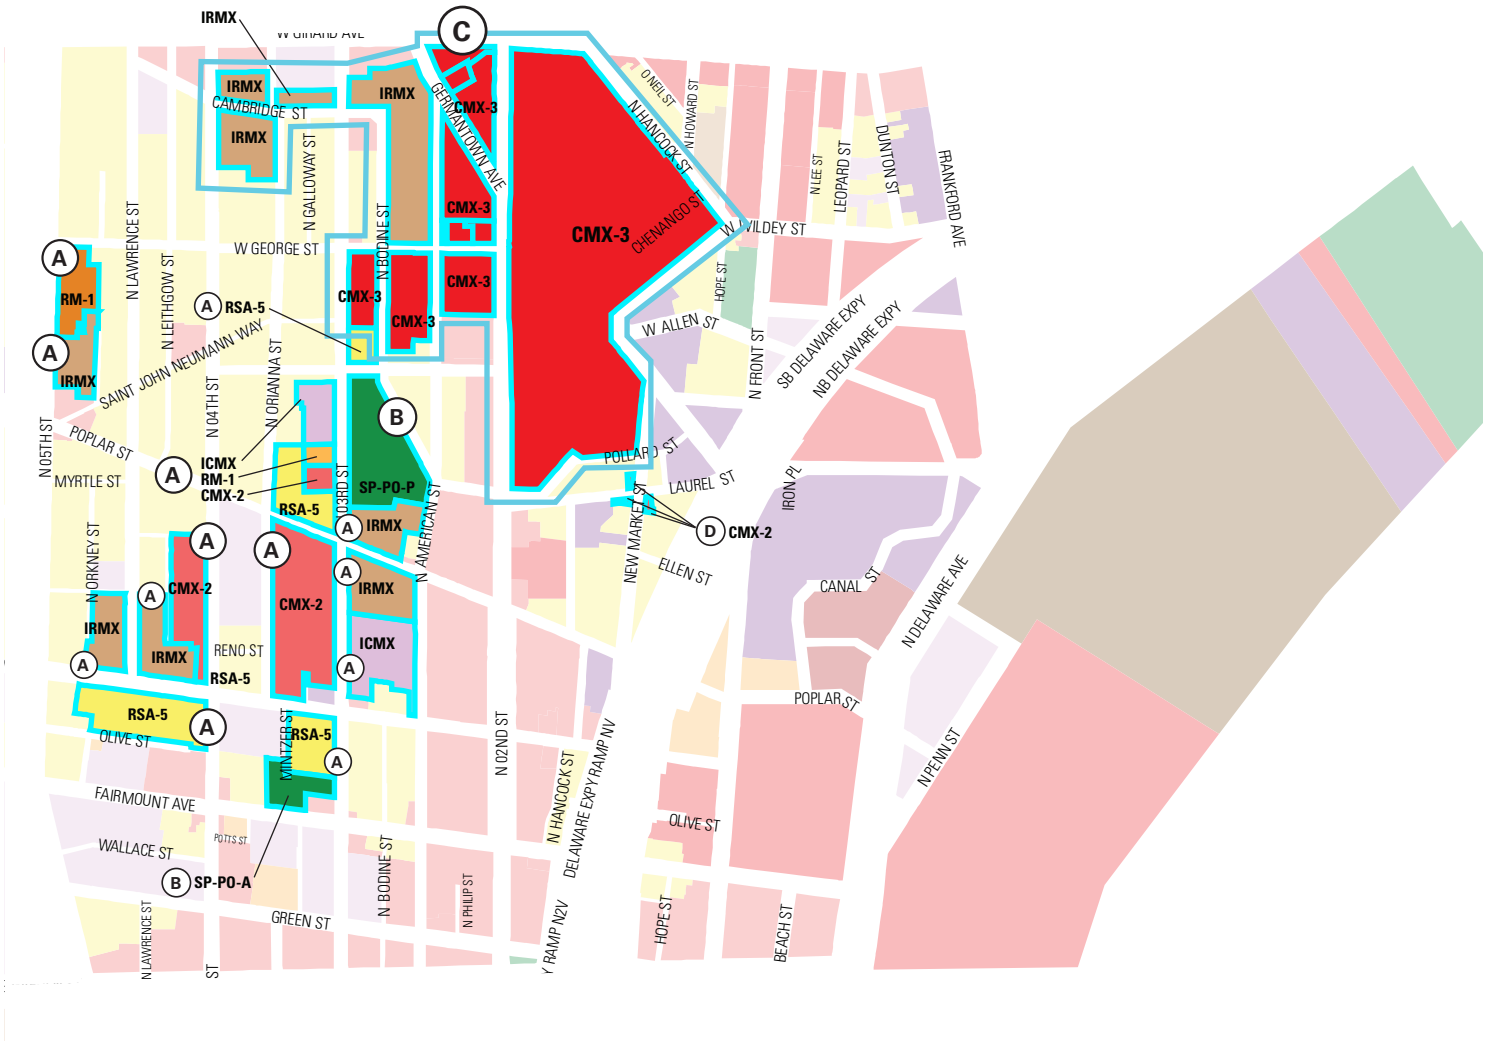 IRMX
W GIRARD AVE
C
IRMX
IRMX
CAMBRIDGE ST
IRMX
CMX-3
GERMANTOWN AVE
O NEIL ST
N HOWARD ST
N HANCOCK ST
N LEE ST
LEOPARD ST
DUNTON ST
FRANKFORD AVE
N GALLOWAY ST
N LAWRENCE ST
N LEITHGOW ST
N BODINE ST
CMX-3
CMX-3
CHENANGO ST
W WILDEY ST
W GEORGE ST
A
RM-1
A
IRMX
A
RSA-5
CMX-3
CMX-3
CMX-3
HOPE ST
W ALLEN ST
N FRONT ST
SB DELAWARE EXPY
NB DELAWARE EXPY
SAINT JOHN NEUMANN WAY
N ORIANNA ST
N 04TH ST
N 05TH ST
POPLAR ST
MYRTLE ST
B
A
ICMX
RM-1
CMX-2
SP-PO-P
RSA-5
03RD ST
A
IRMX
N AMERICAN ST
POLLARD ST
LAUREL ST
IRON PL
NEW MARKET ST
D
CMX-2
ELLEN ST
CANAL ST
N DELAWARE AVE
N ORKNEY ST
A
A
A
CMX-2
A
IRMX
CMX-2
IRMX
IRMX
ICMX
A
A
RENO ST
RSA-5
RSA-5
A
OLIVE ST
MINTZER ST
RSA-5
A
N 02ND ST
N HANCOCK ST
DELAWARE EXPY RAMP NV
POPLAR ST
N PENN ST
FAIRMOUNT AVE
POTTS ST
WALLACE ST
B
SP-PO-A
N BODINE ST
N PHILIP ST
OLIVE ST
GREEN ST
N LAWRENCE ST
ST
Y RAMP N2V
HOPE ST
BEACH ST